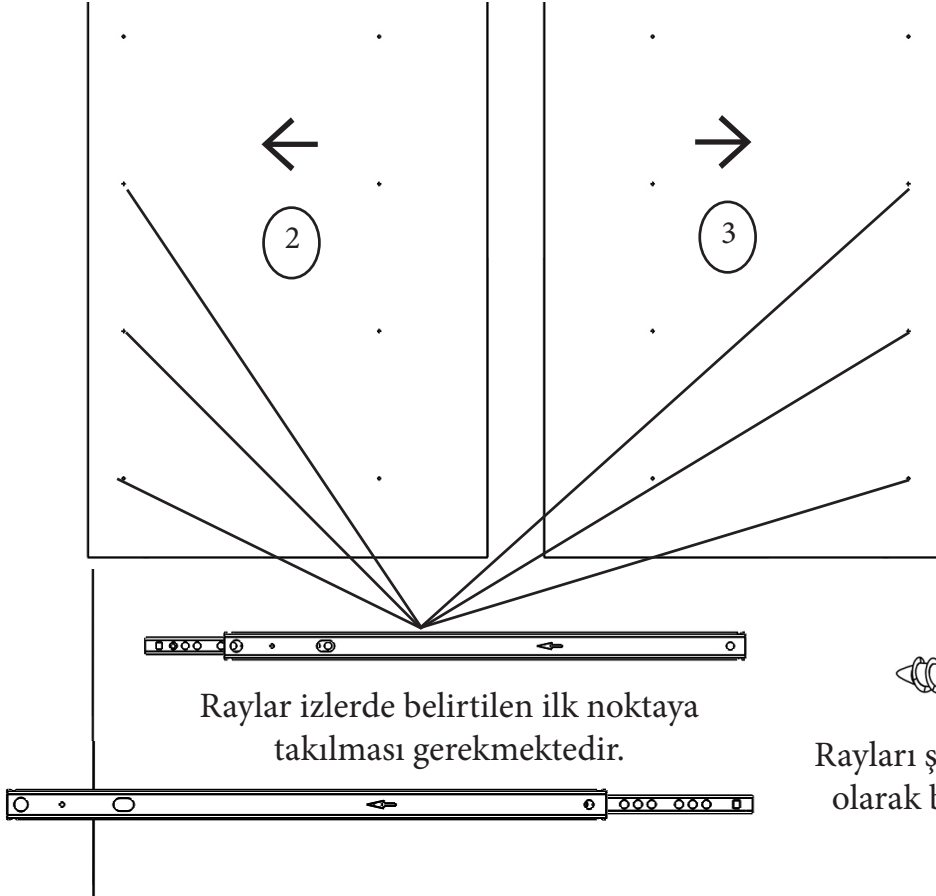 2
3
Raylar izlerde belirtilen ilk noktaya
takılması gerekmektedir.
Rayları ş
olarak b